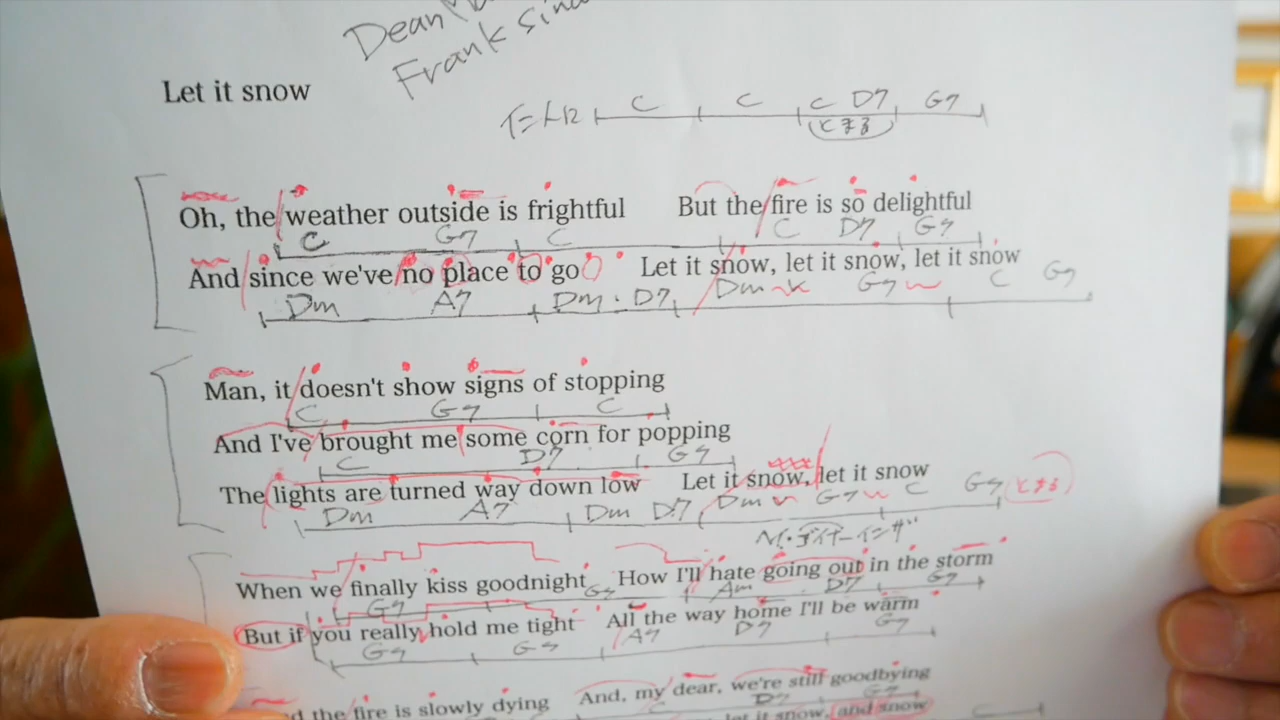 Dean
Frank Sina
Let it snow
C C C D7 G7
とまる
Oh, the weather outside is frightful But the fire is so delightful
C G7 C C D7 G7
And since we've no place to go Let it snow, let it snow, let it snow
Dm A7 Dm D7 Dm G7 C G7
Man, it doesn't show signs of stopping
C G7 C
And I've brought me some corn for popping
C D7 G7
The lights are turned way down low Let it snow, let it snow
Dm A7 Dm D7 Dm G7 C G7 とまる
When we finally kiss goodnight How I'll hate going out in the storm
G7 G7 Am D7 G7
But if you really hold me tight All the way home I'll be warm
G7 G7 A7 D7 G7
the fire is slowly dying And, my dear, we're still goodbying
C D7 G7
let it snow, and snow
C